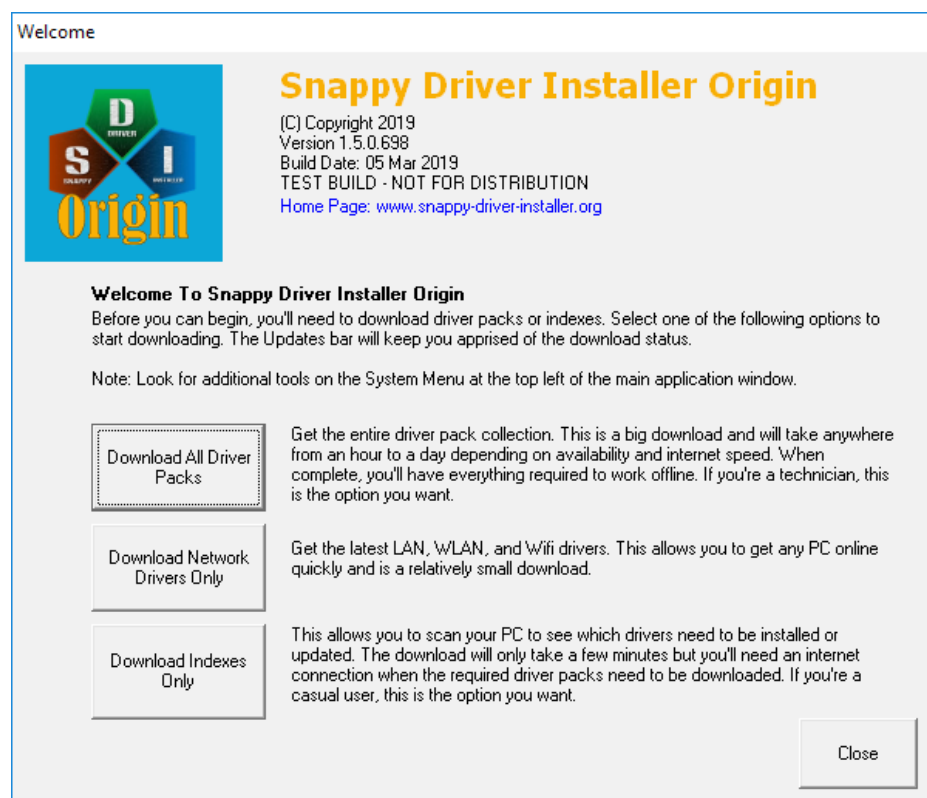 Welcome
Snappy Driver Installer Origin
(C) Copyright 2019
Version 1.5.0.698
Build Date: 05 Mar 2019
TEST BUILD - NOT FOR DISTRIBUTION
Home Page: www.snappy-driver-installer.org
D
DRIVER
S
SNAPPY
I
INSTALLER
Origin
Welcome To Snappy Driver Installer Origin
Before you can begin, you'll need to download driver packs or indexes. Select one of the following options to
start downloading. The Updates bar will keep you apprised of the download status.
Note: Look for additional tools on the System Menu at the top left of the main application window.
Download All Driver
Packs
Get the entire driver pack collection. This is a big download and will take anywhere
from an hour to a day depending on availability and internet speed. When
complete, you'll have everything required to work offline. If you're a technician, this
is the option you want.
Download Network
Drivers Only
Get the latest LAN, WLAN, and Wifi drivers. This allows you to get any PC online
quickly and is a relatively small download.
Download Indexes
Only
This allows you to scan your PC to see which drivers need to be installed or
updated. The download will only take a few minutes but you'll need an internet
connection when the required driver packs need to be downloaded. If you're a
casual user, this is the option you want.
Close